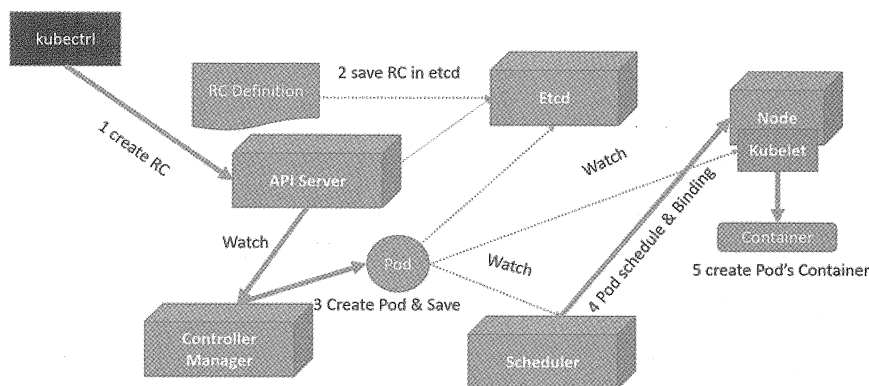 kubectrl
RC Definition
2 save RC in etcd
Etcd
Node
Kubelet
1 create RC
API Server
Watch
Watch
Pod
Watch
4 Pod schedule & Binding
Container
5 create Pod's Container
3 Create Pod & Save
Controller
Manager
Scheduler